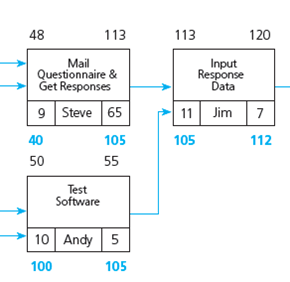 48 113
Mail
Questionnaire &
Get Responses
9 Steve 65
40 105
113 120
Input
Response
Data
11 Jim 7
105 112
50 55
Test
Software
10 Andy 5
100 105